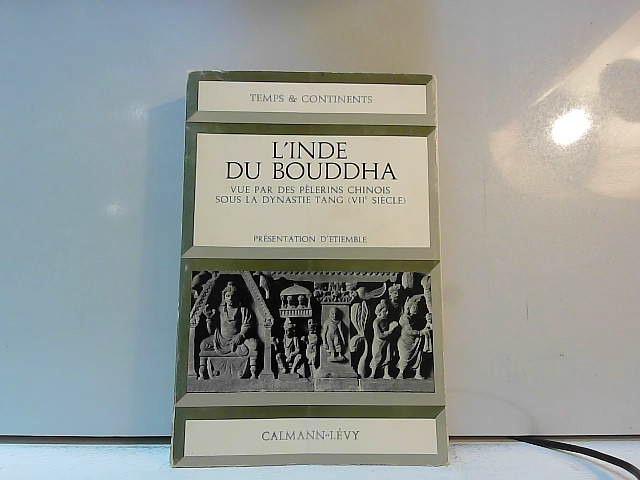 TEMPS & CONTINENTS
L'INDE
DU BOUDDHA
VUE PAR DES PÈLERINS CHINOIS
SOUS LA DYNASTIE TANG (VIIᵉ SIÈCLE)
PRÉSENTATION D'ETIEMBLE
CALMANN-LÉVY